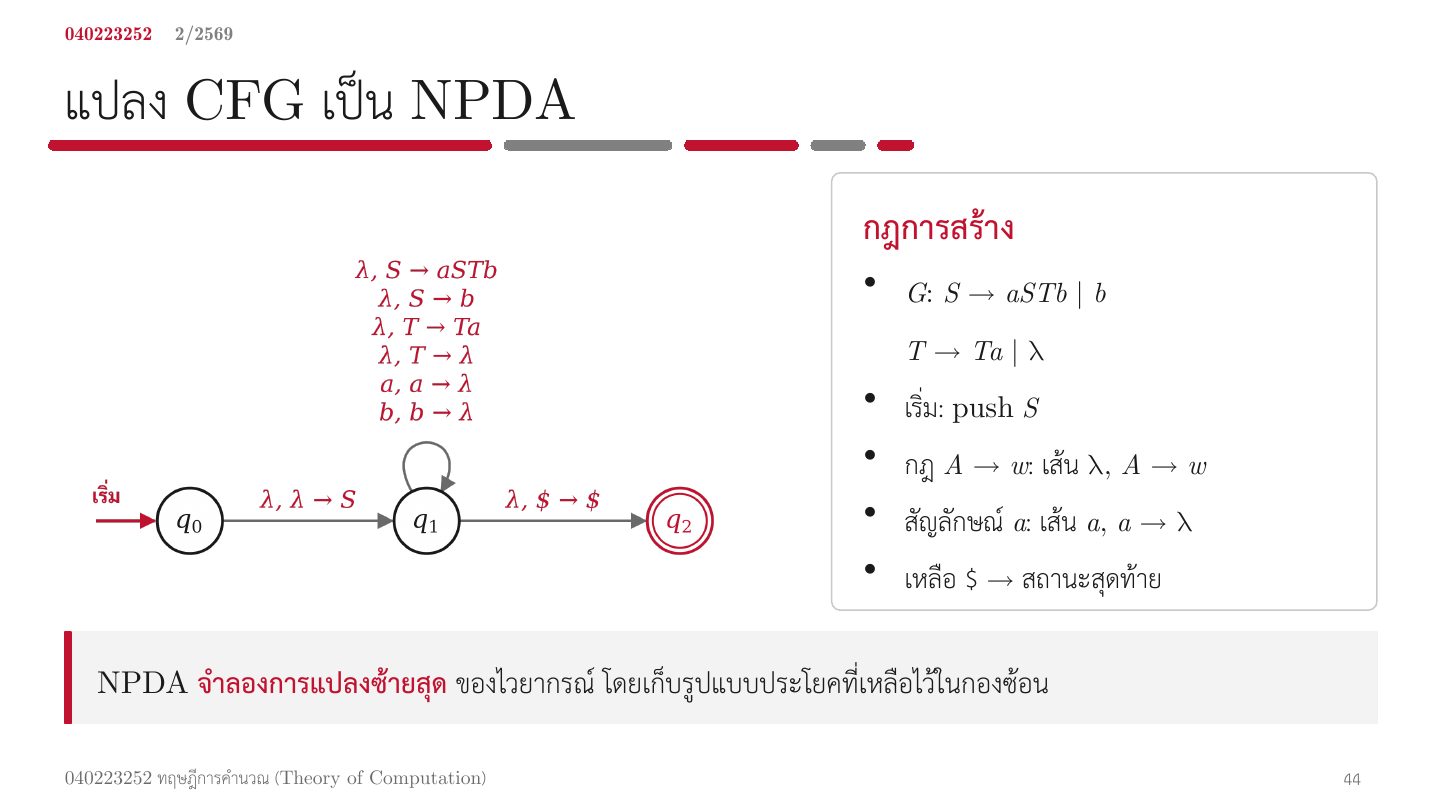 040223252 2/2569
แปลง CFG เป็น NPDA
λ, S → aSTb
λ, S → b
λ, T → Ta
λ, T → λ
a, a → λ
b, b → λ
เริ่ม
q₀
λ, λ → S
q₁
λ, $ → $
q₂
กฎการสร้าง
• G: S → aSTb | b
T → Ta | λ
• เริ่ม: push S
• กฎ A → w: เส้น λ, A → w
• สัญลักษณ์ a: เส้น a, a → λ
• เหลือ $ → สถานะสุดท้าย
NPDA จำลองการแปลงซ้ายสุด ของไวยากรณ์ โดยเก็บรูปแบบประโยคที่เหลือไว้ในกองซ้อน
040223252 ทฤษฎีการคำนวณ (Theory of Computation)
44